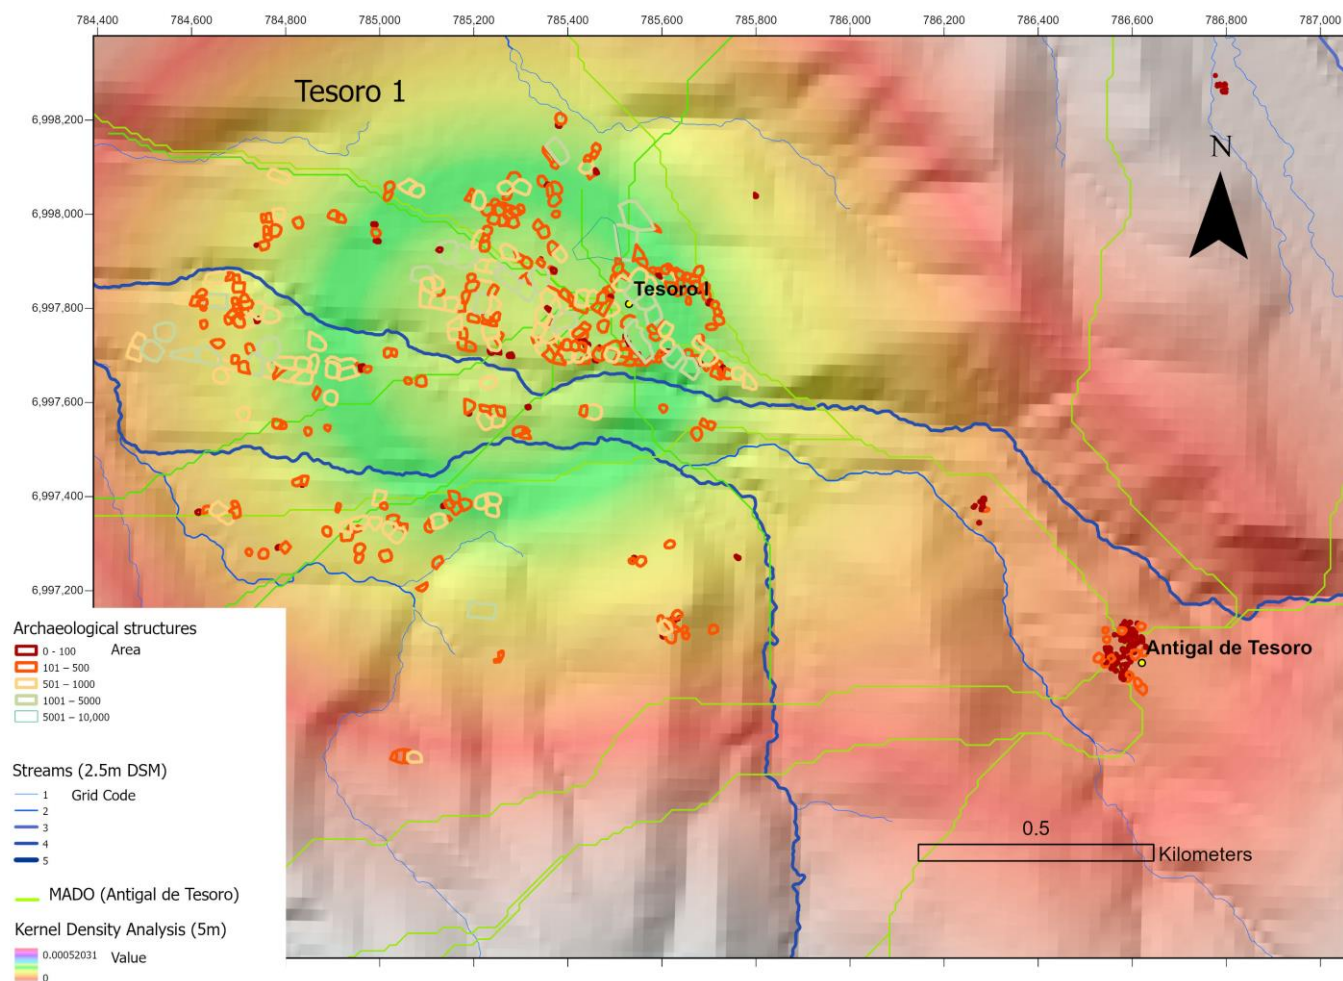 784,400 784,600 784,800 785,000 785,200 785,400 785,600 785,800 786,000 786,200 786,400 786,600 786,800 787,000
Tesoro 1
6,998,200
N
6,998,000
Tesoro I
6,997,800
6,997,600
6,997,400
6,997,200
Archaeological structures
0 - 100 Area
101 – 500
501 – 1000
1001 – 5000
5001 – 10,000
Antigal de Tesoro
Streams (2.5m DSM)
1 Grid Code
2
3
4
5
0.5
Kilometers
MADO (Antigal de Tesoro)
Kernel Density Analysis (5m)
0.00052031 Value
0